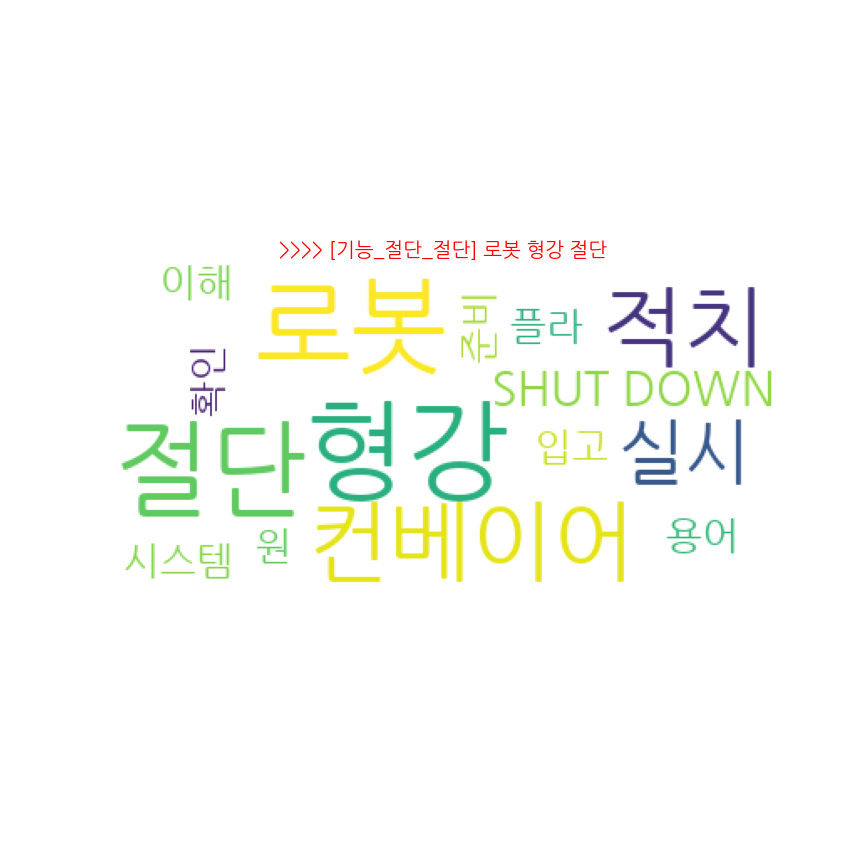 >>>> [기능_절단_절단] 로봇 형강 절단
이해
로봇
준비
플라
적치
확인
SHUT DOWN
절단
형강
입고
실시
시스템
원
컨베이어
용어